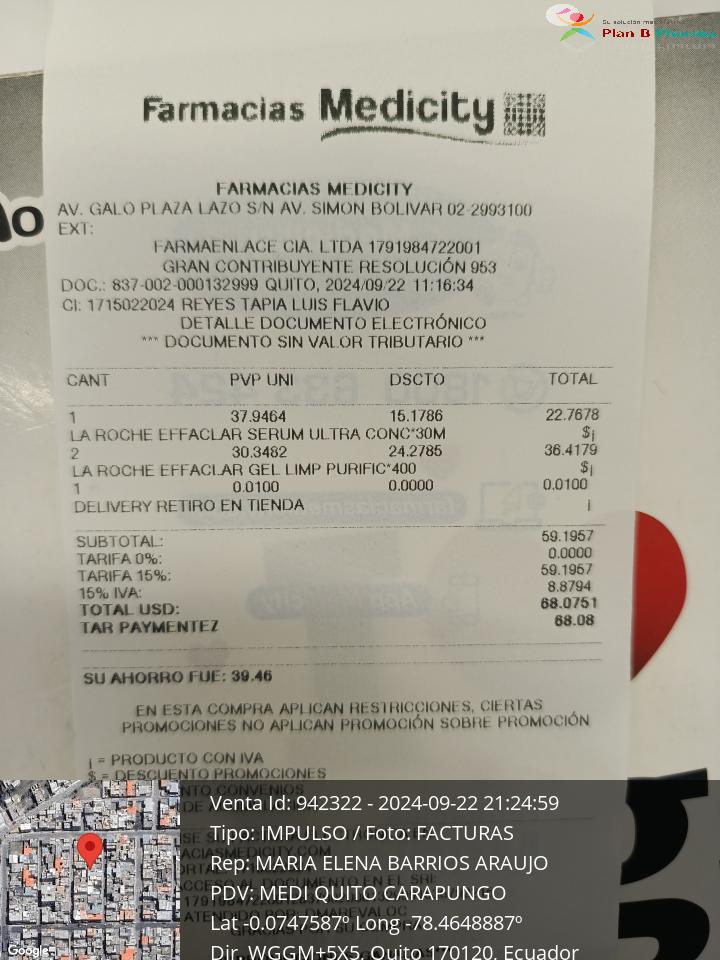 Su solución
Plan B Pharma
Farmacias Medicity
FARMACIAS MEDICITY
AV. GALO PLAZA LAZO S/N AV. SIMON BOLIVAR 02-2993100
EXT:
FARMAENLACE CIA. LTDA 1791984722001
GRAN CONTRIBUYENTE RESOLUCIÓN 953
DOC.: 837-002-000132999 QUITO, 2024/09/22 11:16:34
CI: 1715022024 REYES TAPIA LUIS FLAVIO
DETALLE DOCUMENTO ELECTRÓNICO
*** DOCUMENTO SIN VALOR TRIBUTARIO ***
CANT PVP UNI DSCTO TOTAL
1 37.9464 15.1786 22.7678
LA ROCHE EFFACLAR SERUM ULTRA CONC*30M $¡
2 30.3482 24.2785 36.4179
LA ROCHE EFFACLAR GEL LIMP PURIFIC*400 $¡
1 0.0100 0.0000 0.0100
DELIVERY RETIRO EN TIENDA ¡
SUBTOTAL: 59.1957
TARIFA 0%: 0.0000
TARIFA 15%: 59.1957
15% IVA: 8.8794
TOTAL USD: 68.0751
TAR PAYMENTEZ 68.08
SU AHORRO FUE: 39.46
EN ESTA COMPRA APLICAN RESTRICCIONES, CIERTAS
PROMOCIONES NO APLICAN PROMOCIÓN SOBRE PROMOCIÓN
¡ = PRODUCTO CON IVA
$ = DESCUENTO PROMOCIONES
CONVENIOS
Venta Id: 942322 - 2024-09-22 21:24:59
Tipo: IMPULSO / Foto: FACTURAS
Rep: MARIA ELENA BARRIOS ARAUJO
PDV: MEDI QUITO CARAPUNGO
Lat -0.0747587º Long -78.4648887º
Dir. WGGM+5X5, Quito 170120, Ecuador
Google